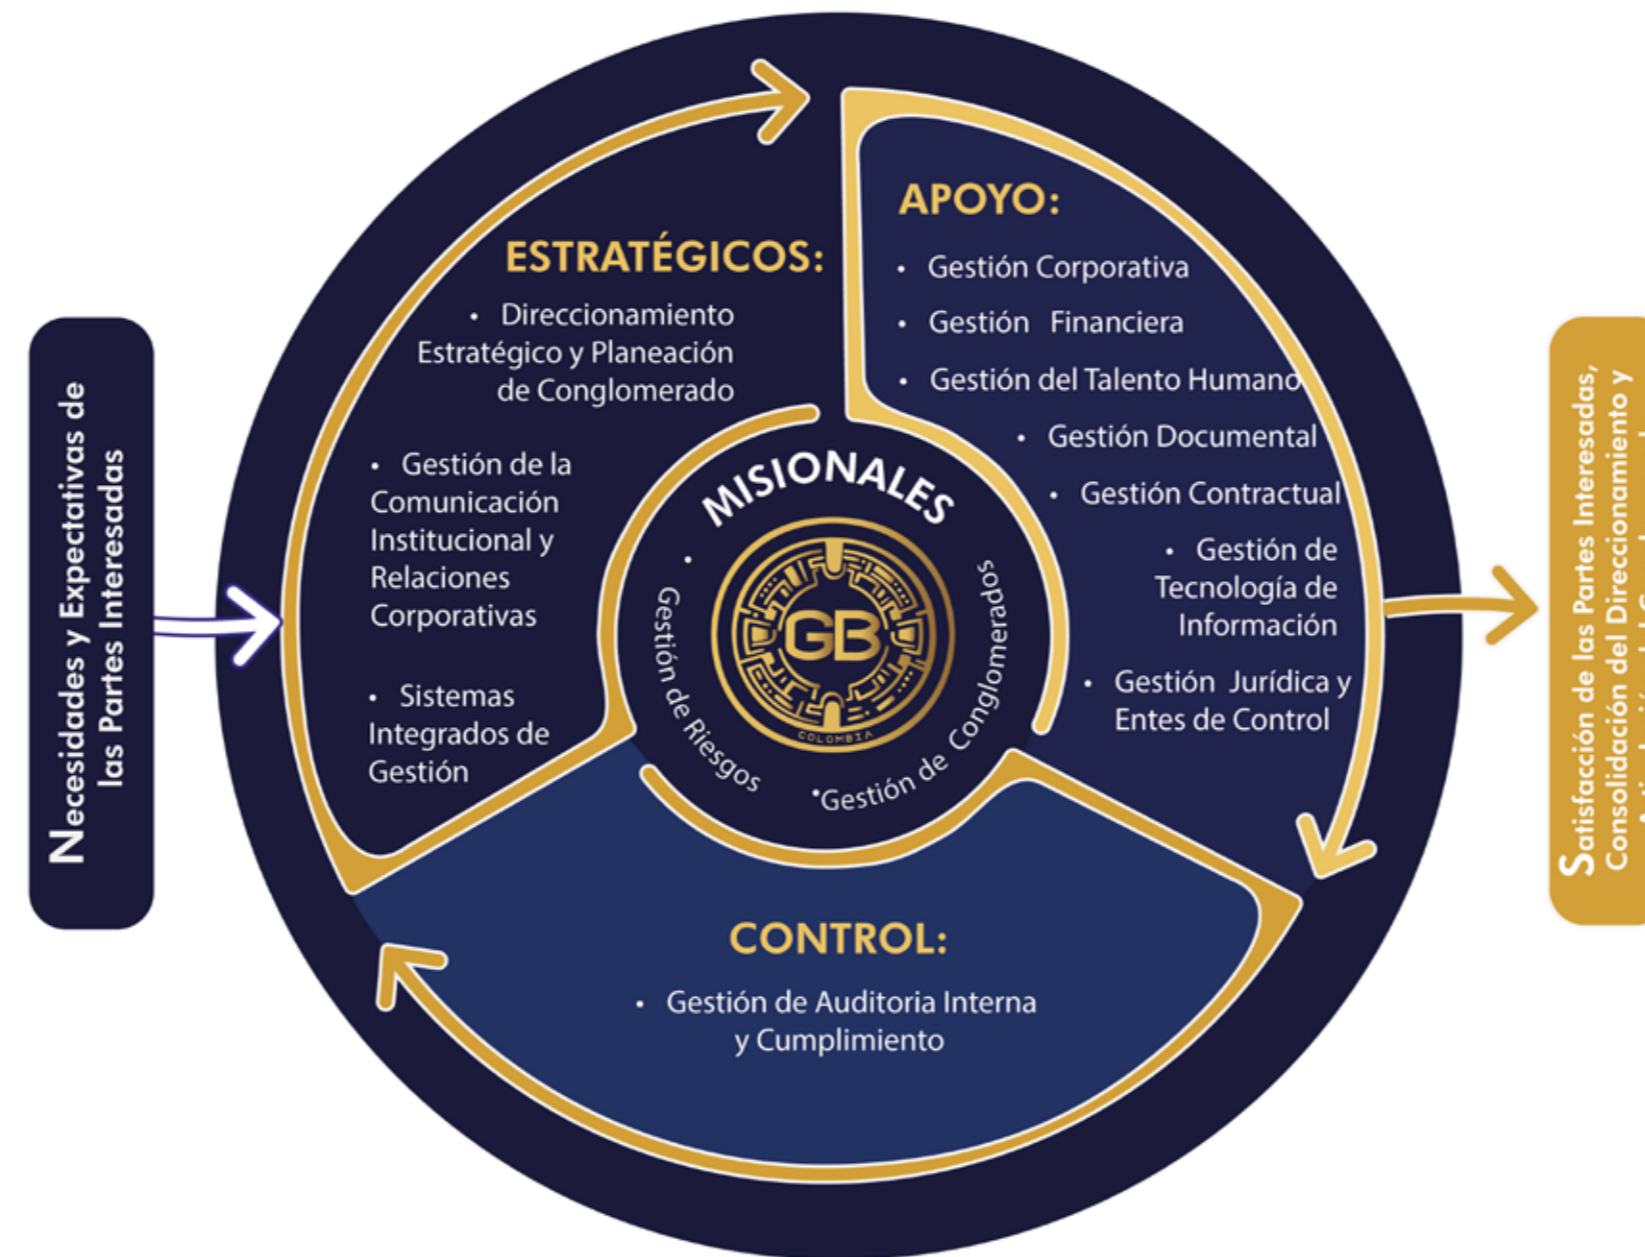 Necesidades y Expectativas de
las Partes Interesadas
ESTRATÉGICOS:
• Direccionamiento
Estratégico y Planeación
de Conglomerado
• Gestión de la
Comunicación
Institucional y
Relaciones
Corporativas
• Sistemas
Integrados de
Gestión
MISIONALES
• Gestión de Riesgos
•Gestión de Conglomerados
GB
COLOMBIA
APOYO:
• Gestión Corporativa
• Gestión Financiera
• Gestión del Talento Humano
• Gestión Documental
• Gestión Contractual
• Gestión de
Tecnología de
Información
• Gestión Jurídica y
Entes de Control
CONTROL:
• Gestión de Auditoria Interna
y Cumplimiento
Satisfacción de las Partes Interesadas,
Consolidación del Direccionamiento y